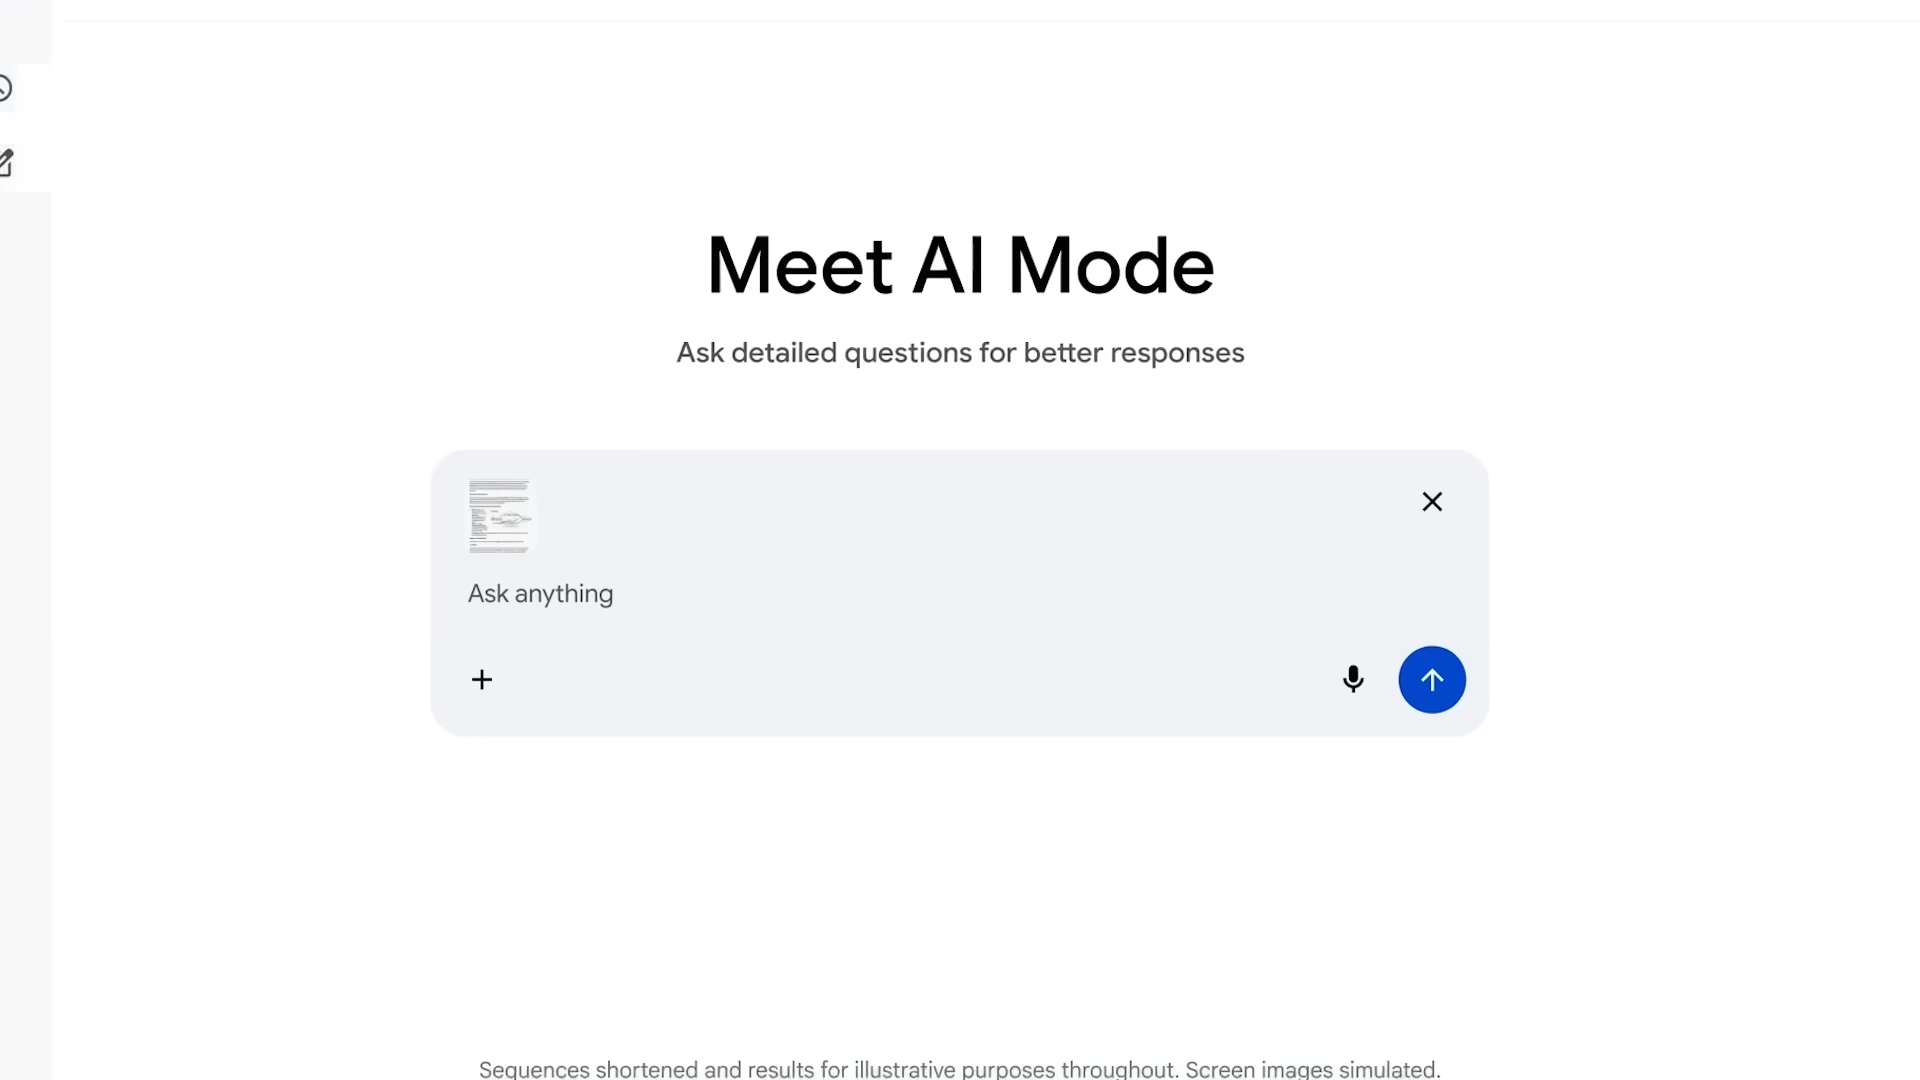 Meet AI Mode
Ask detailed questions for better responses
Ask anything
Sequences shortened and results for illustrative purposes throughout. Screen images simulated.